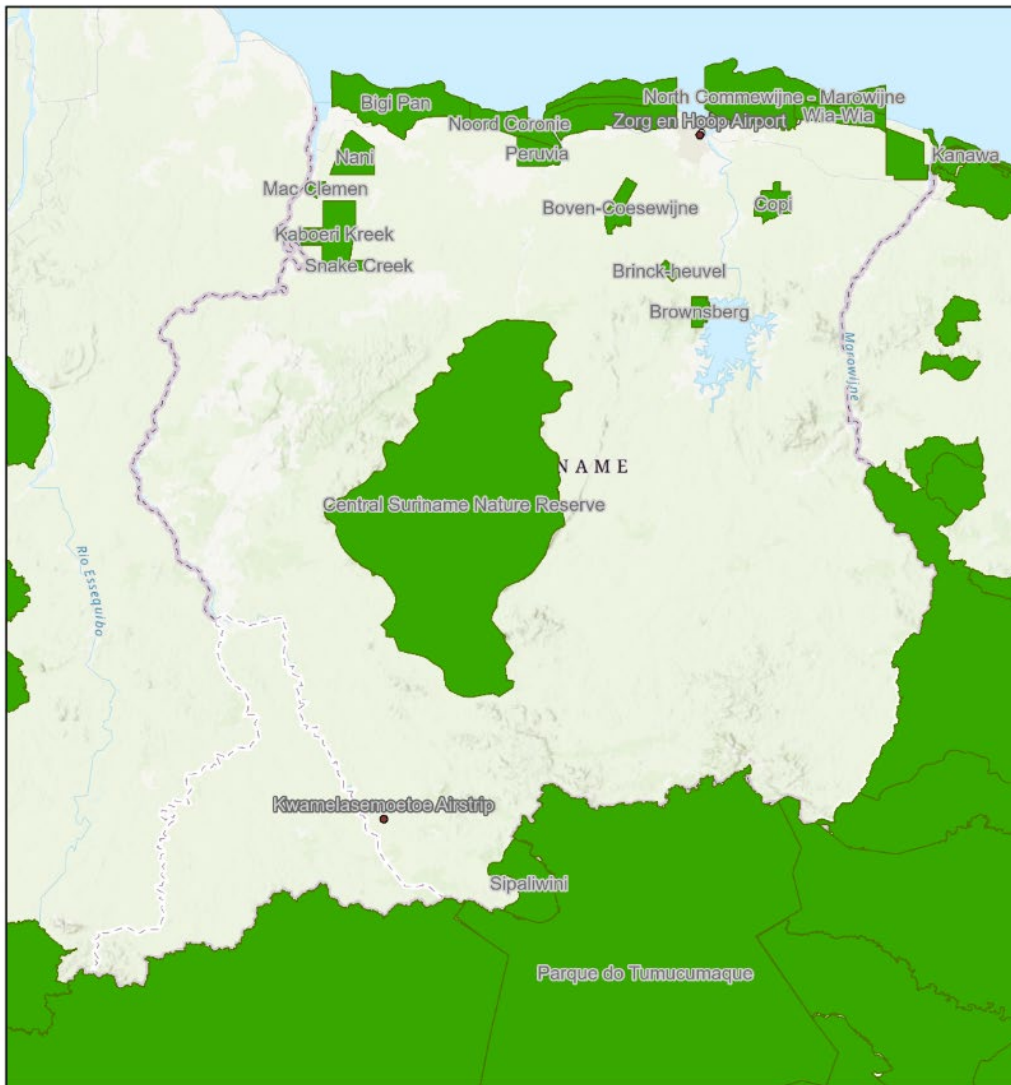 Bigi Pan
North Commewijne - Marowijne
Wia-Wia
Noord Coronie
Zorg en Hoop Airport
Peruvia
Nani
Kanawa
Mac Clemen
Boven-Coesewijne
Copi
Kaboeri Kreek
Snake Creek
Brinck-heuvel
Brownsberg
Marowijne
NAME
Central Suriname Nature Reserve
Rio Essequibo
Kwamelasemoetoe Airstrip
Sipaliwini
Parque do Tumucumaque